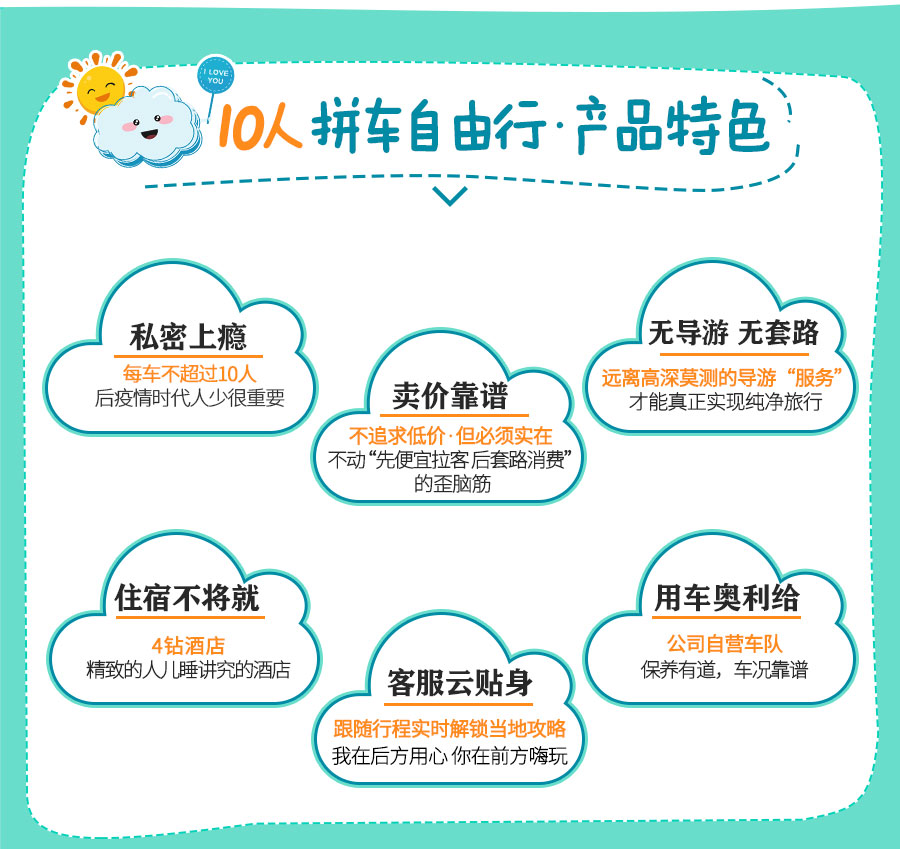 I LOVE
YOU
10人拼车自由行·产品特色
私密上瘾
每车不超过10人
后疫情时代人少很重要
卖价靠谱
不追求低价·但必须实在
不动“先便宜拉客 后套路消费”
的歪脑筋
无导游 无套路
远离高深莫测的导游“服务”
才能真正实现纯净旅行
住宿不将就
4钻酒店
精致的人儿睡讲究的酒店
客服云贴身
跟随行程实时解锁当地攻略
我在后方用心 你在前方嗨玩
用车奥利给
公司自营车队
保养有道，车况靠谱